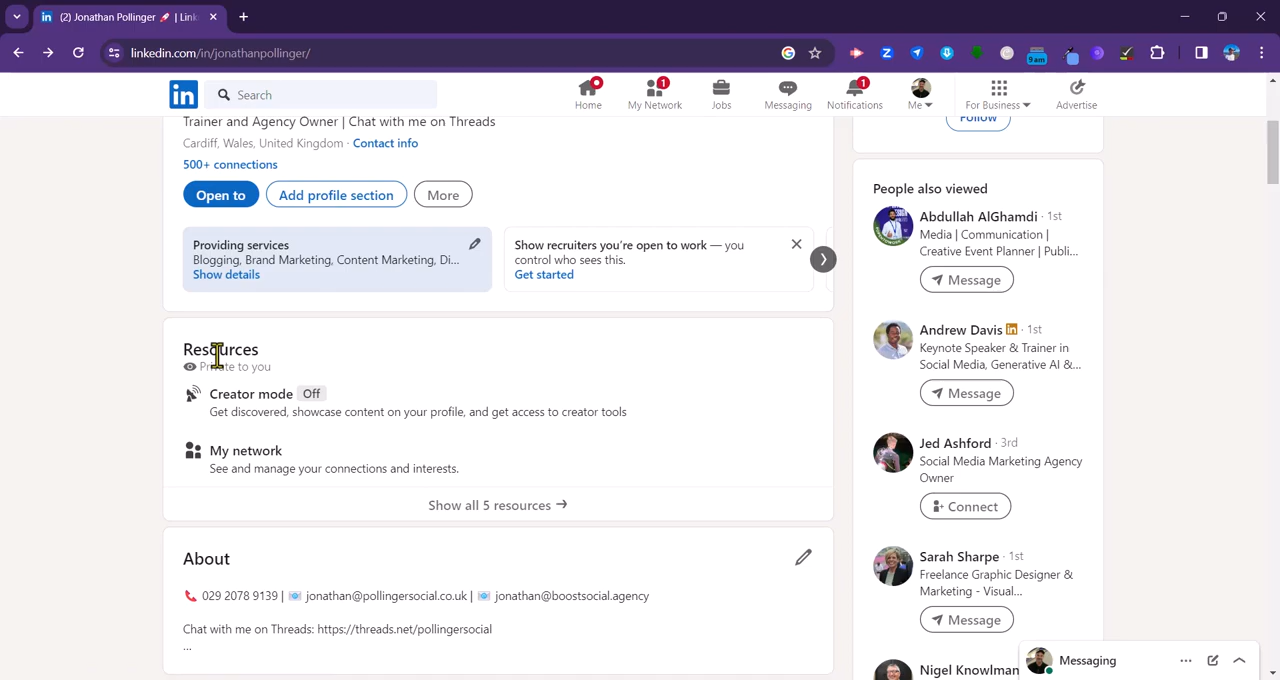 (2) Jonathan Pollinger 🚀 | Link
linkedin.com/in/jonathanpollinger/
9am
in
Search
Home
1
My Network
Jobs
Messaging
1
Notifications
Me
For Business
Advertise
Trainer and Agency Owner | Chat with me on Threads
Cardiff, Wales, United Kingdom · Contact info
500+ connections
Open to
Add profile section
More
Providing services
Blogging, Brand Marketing, Content Marketing, Di...
Show details
Show recruiters you're open to work — you
control who sees this.
Get started
Resources
Private to you
Creator mode Off
Get discovered, showcase content on your profile, and get access to creator tools
My network
See and manage your connections and interests.
Show all 5 resources →
About
📞 029 2078 9139 | 📧 jonathan@pollingersocial.co.uk | 📧 jonathan@boostsocial.agency
Chat with me on Threads: https://threads.net/pollingersocial
...
Follow
People also viewed
Abdullah AlGhamdi · 1st
Media | Communication |
Creative Event Planner | Publi...
Message
Andrew Davis in · 1st
Keynote Speaker & Trainer in
Social Media, Generative AI &...
Message
Jed Ashford · 3rd
Social Media Marketing Agency
Owner
Connect
Sarah Sharpe · 1st
Freelance Graphic Designer &
Marketing - Visual...
Message
Nigel Knowlman
Messaging